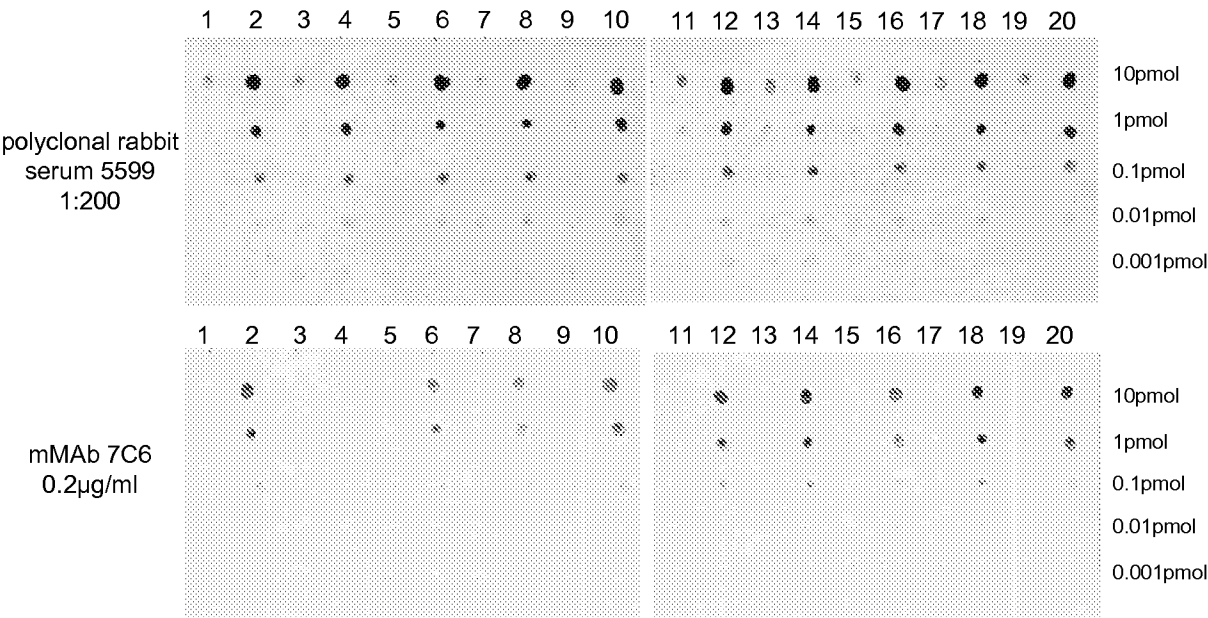 1 2 3 4 5 6 7 8 9 10 11 12 13 14 15 16 17 18 19 20
10pmol
1pmol
polyclonal rabbit
serum 5599
1:200
0.1pmol
0.01pmol
0.001pmol
1 2 3 4 5 6 7 8 9 10 11 12 13 14 15 16 17 18 19 20
10pmol
1pmol
mMAb 7C6
0.2µg/ml
0.1pmol
0.01pmol
0.001pmol